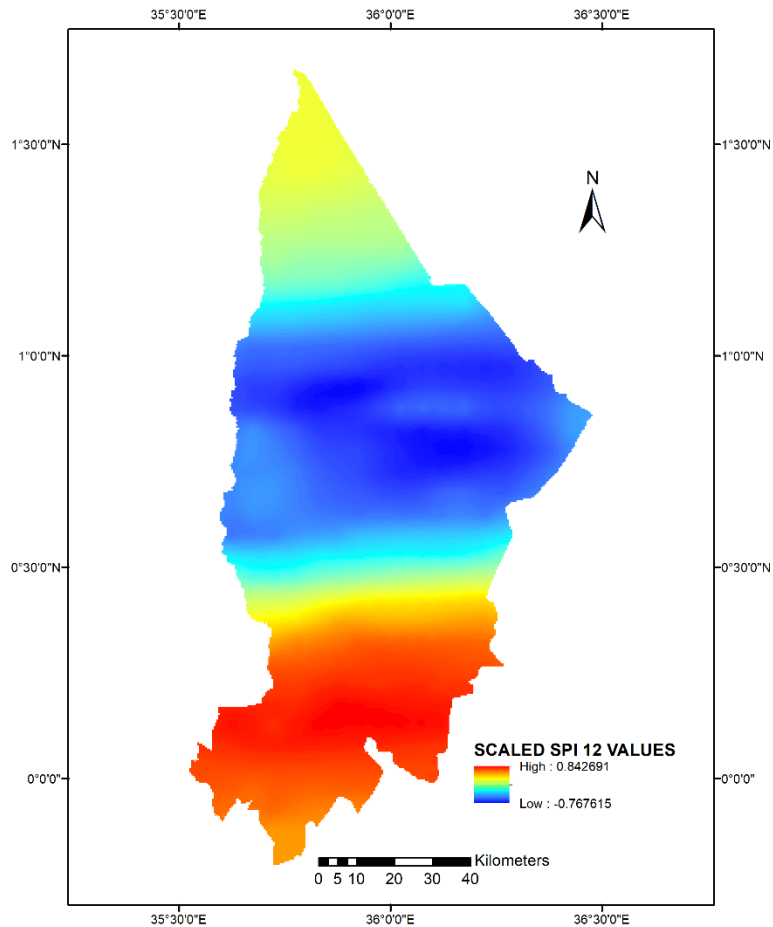 35°30'0"E 36°0'0"E 36°30'0"E
1°30'0"N 1°30'0"N
N
1°0'0"N 1°0'0"N
0°30'0"N 0°30'0"N
SCALED SPI 12 VALUES
High : 0.842691
Low : -0.767615
0°0'0" 0°0'0"
Kilometers
0 5 10 20 30 40
35°30'0"E 36°0'0"E 36°30'0"E